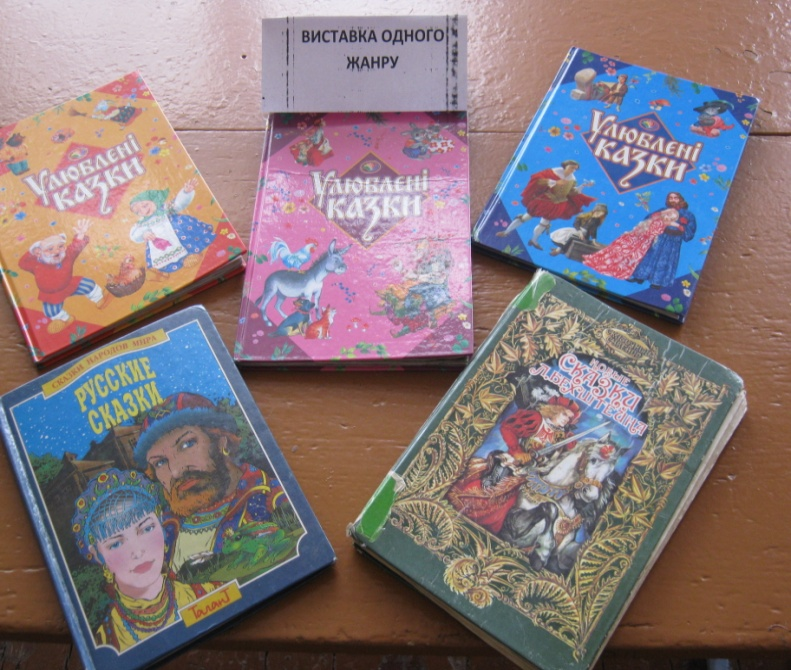 ВИСТАВКА ОДНОГО
ЖАНРУ
УЛЮБЛЕНІ
КАЗКИ
УЛЮБЛЕНІ
КАЗКИ
УЛЮБЛЕНІ
КАЗКИ
СКАЗКИ НАРОДОВ МИРА
РУССКИЕ
СКАЗКИ
Талант
СКАЗКИ